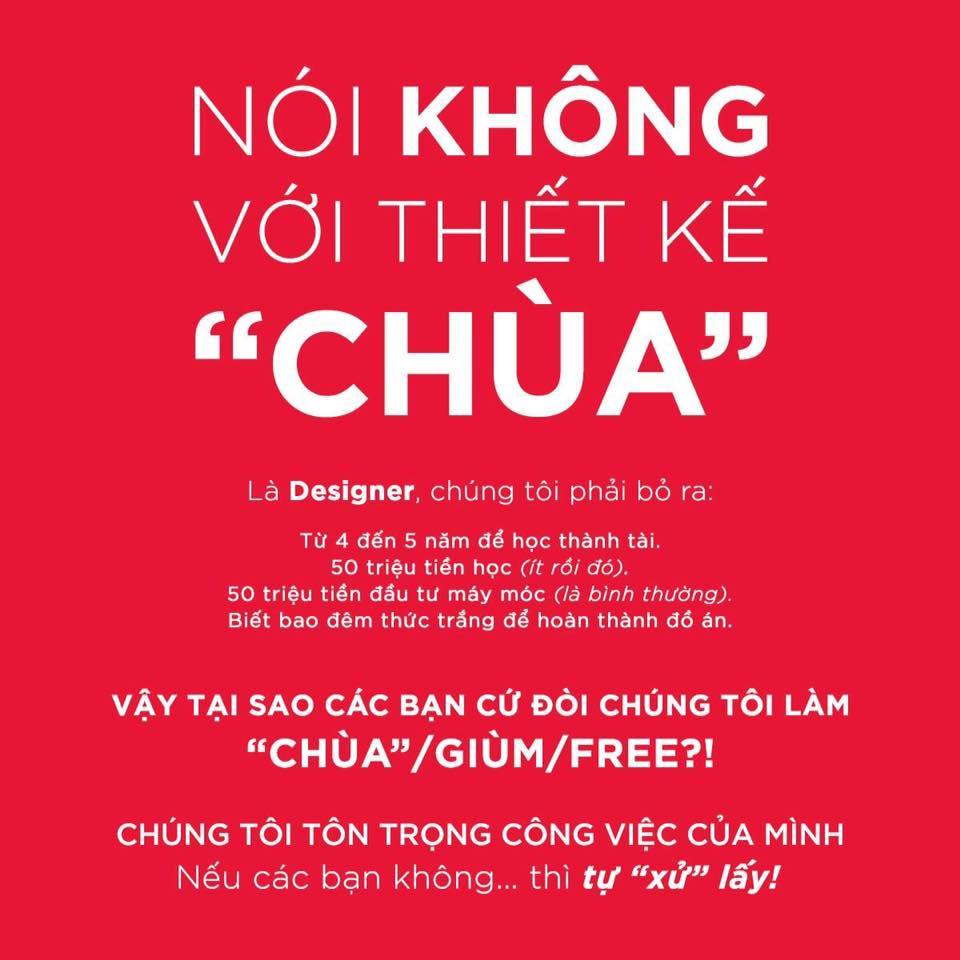 NÓI KHÔNG
VỚI THIẾT KẾ
“CHÙA”
Là Designer, chúng tôi phải bỏ ra:
Từ 4 đến 5 năm để học thành tài.
50 triệu tiền học (ít rồi đó).
50 triệu tiền đầu tư máy móc (là bình thường).
Biết bao đêm thức trắng để hoàn thành đồ án.
VẬY TẠI SAO CÁC BẠN CỨ ĐÒI CHÚNG TÔI LÀM
“CHÙA”/GIÙM/FREE?!
CHÚNG TÔI TÔN TRỌNG CÔNG VIỆC CỦA MÌNH
Nếu các bạn không... thì tự “xử” lấy!